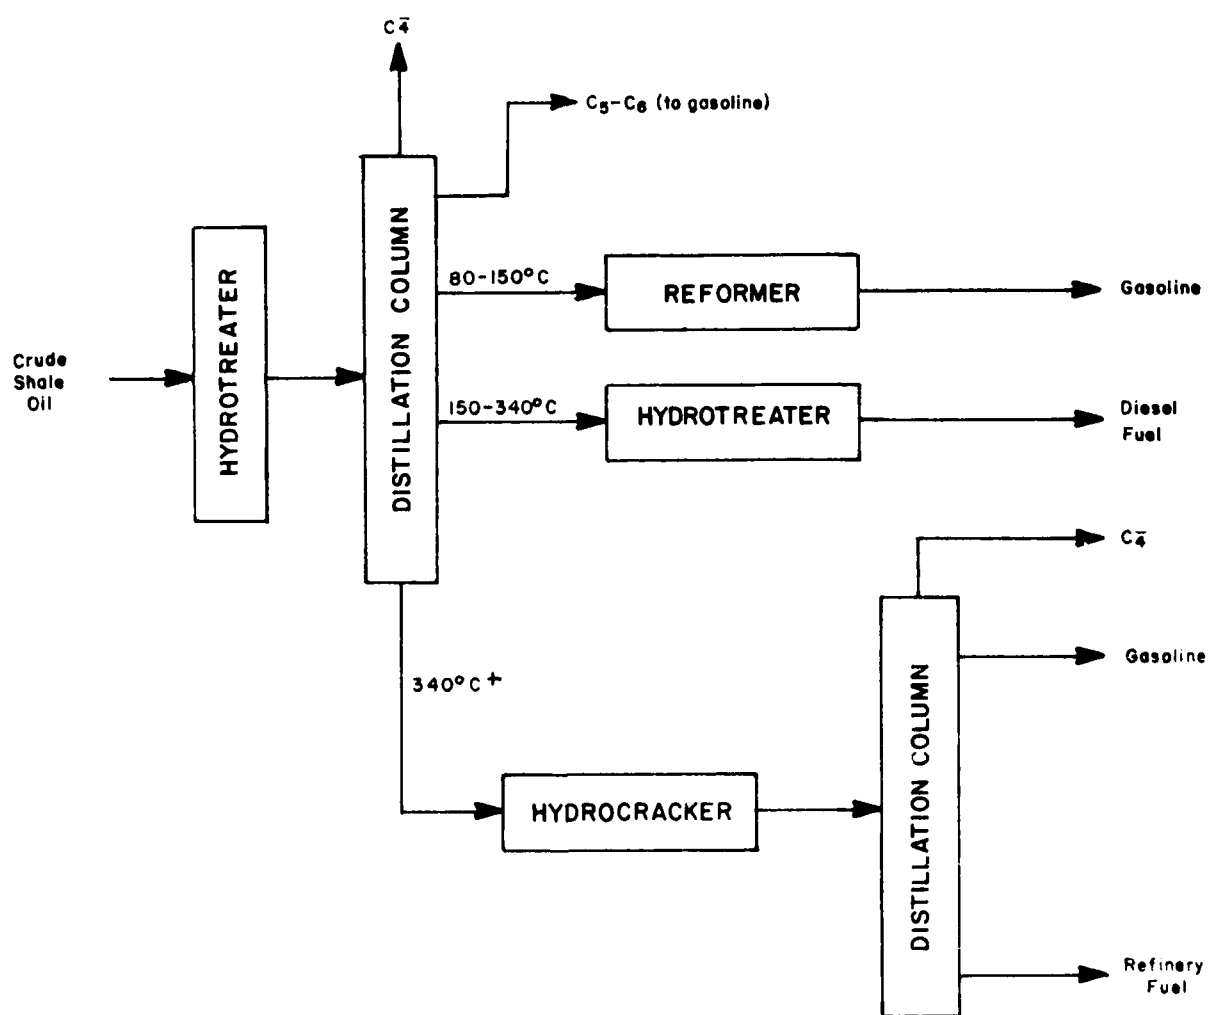 C4̄
C5-C6 (to gasoline)
HYDROTREATER
DISTILLATION COLUMN
80-150°C
REFORMER
Gasoline
Crude
Shale
Oil
150-340°C
HYDROTREATER
Diesel
Fuel
C4̄
340°C+
Gasoline
HYDROCRACKER
DISTILLATION COLUMN
Refinery
Fuel